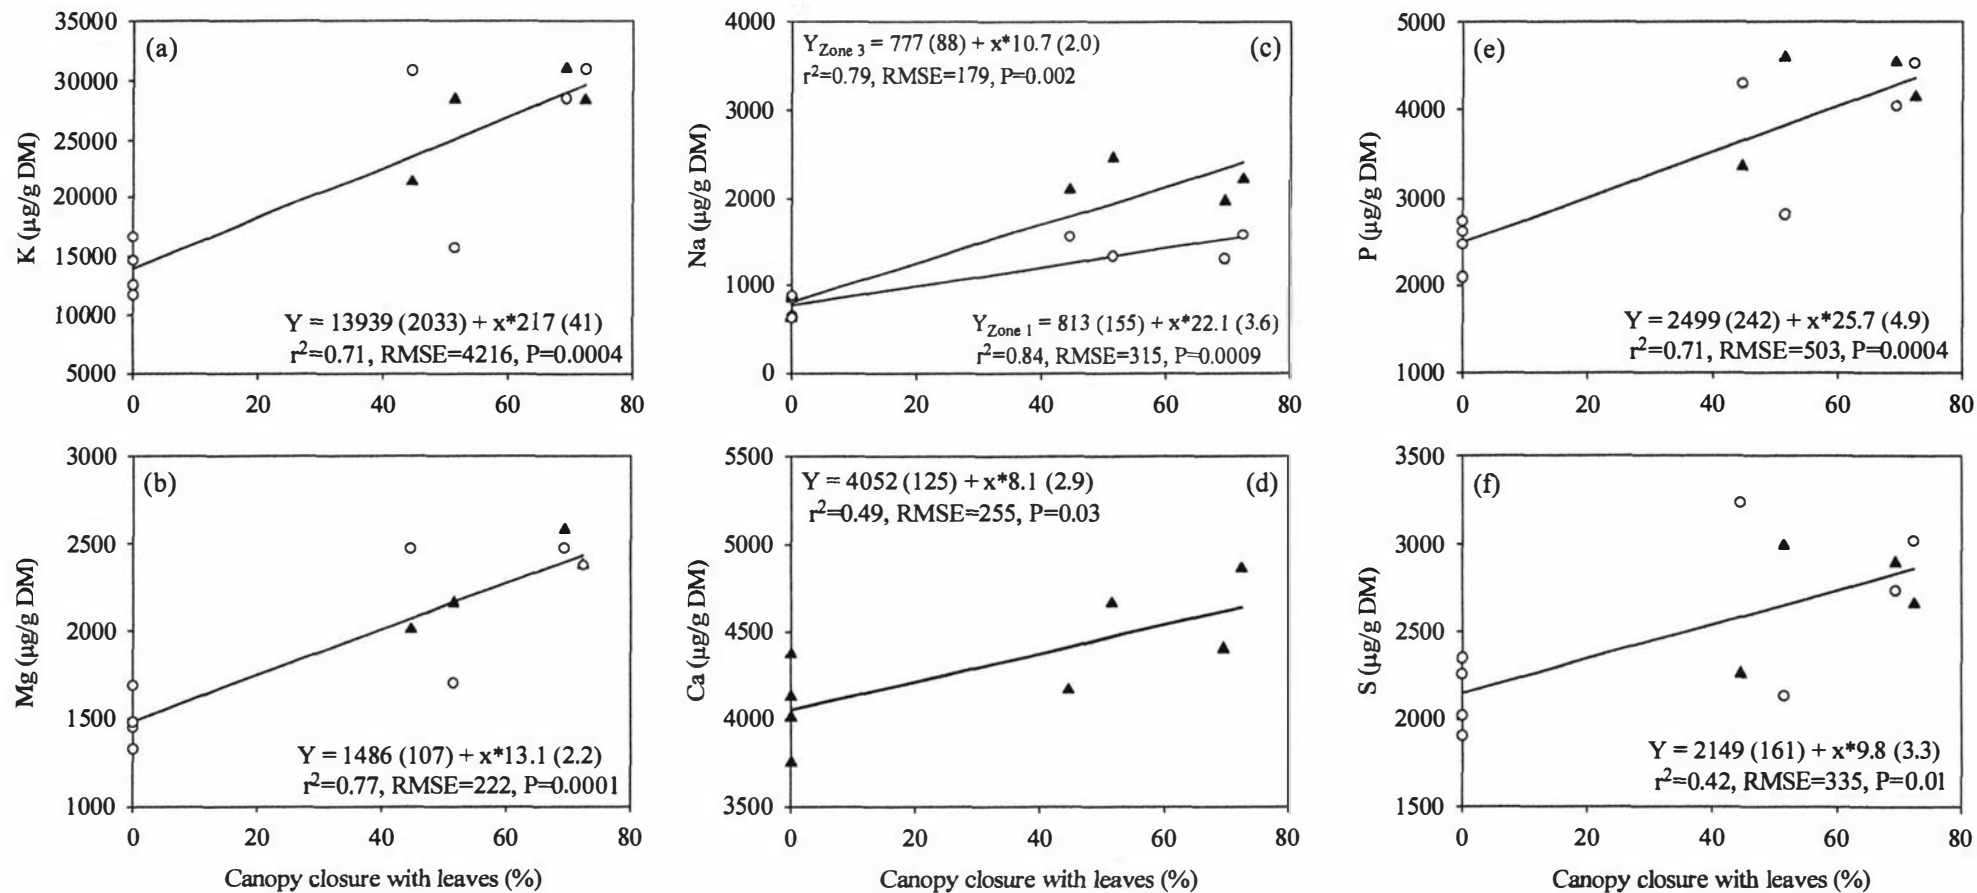 (a)
35000
30000
25000
20000
15000
10000
5000
K (µg/g DM)
Y = 13939 (2033) + x*217 (41)
r²=0.71, RMSE=4216, P=0.0004
0 20 40 60 80
(c)
4000
3000
2000
1000
0
Na (µg/g DM)
Y Zone 3 = 777 (88) + x*10.7 (2.0)
r²=0.79, RMSE=179, P=0.002
Y Zone 1 = 813 (155) + x*22.1 (3.6)
r²=0.84, RMSE=315, P=0.0009
0 20 40 60 80
(e)
5000
4000
3000
2000
1000
P (µg/g DM)
Y = 2499 (242) + x*25.7 (4.9)
r²=0.71, RMSE=503, P=0.0004
0 20 40 60 80
(b)
3000
2500
2000
1500
1000
Mg (µg/g DM)
Y = 1486 (107) + x*13.1 (2.2)
r²=0.77, RMSE=222, P=0.0001
0 20 40 60 80
Canopy closure with leaves (%)
(d)
5500
5000
4500
4000
3500
Ca (µg/g DM)
Y = 4052 (125) + x*8.1 (2.9)
r²=0.49, RMSE=255, P=0.03
0 20 40 60 80
Canopy closure with leaves (%)
(f)
3500
3000
2500
2000
1500
S (µg/g DM)
Y = 2149 (161) + x*9.8 (3.3)
r²=0.42, RMSE=335, P=0.01
0 20 40 60 80
Canopy closure with leaves (%)